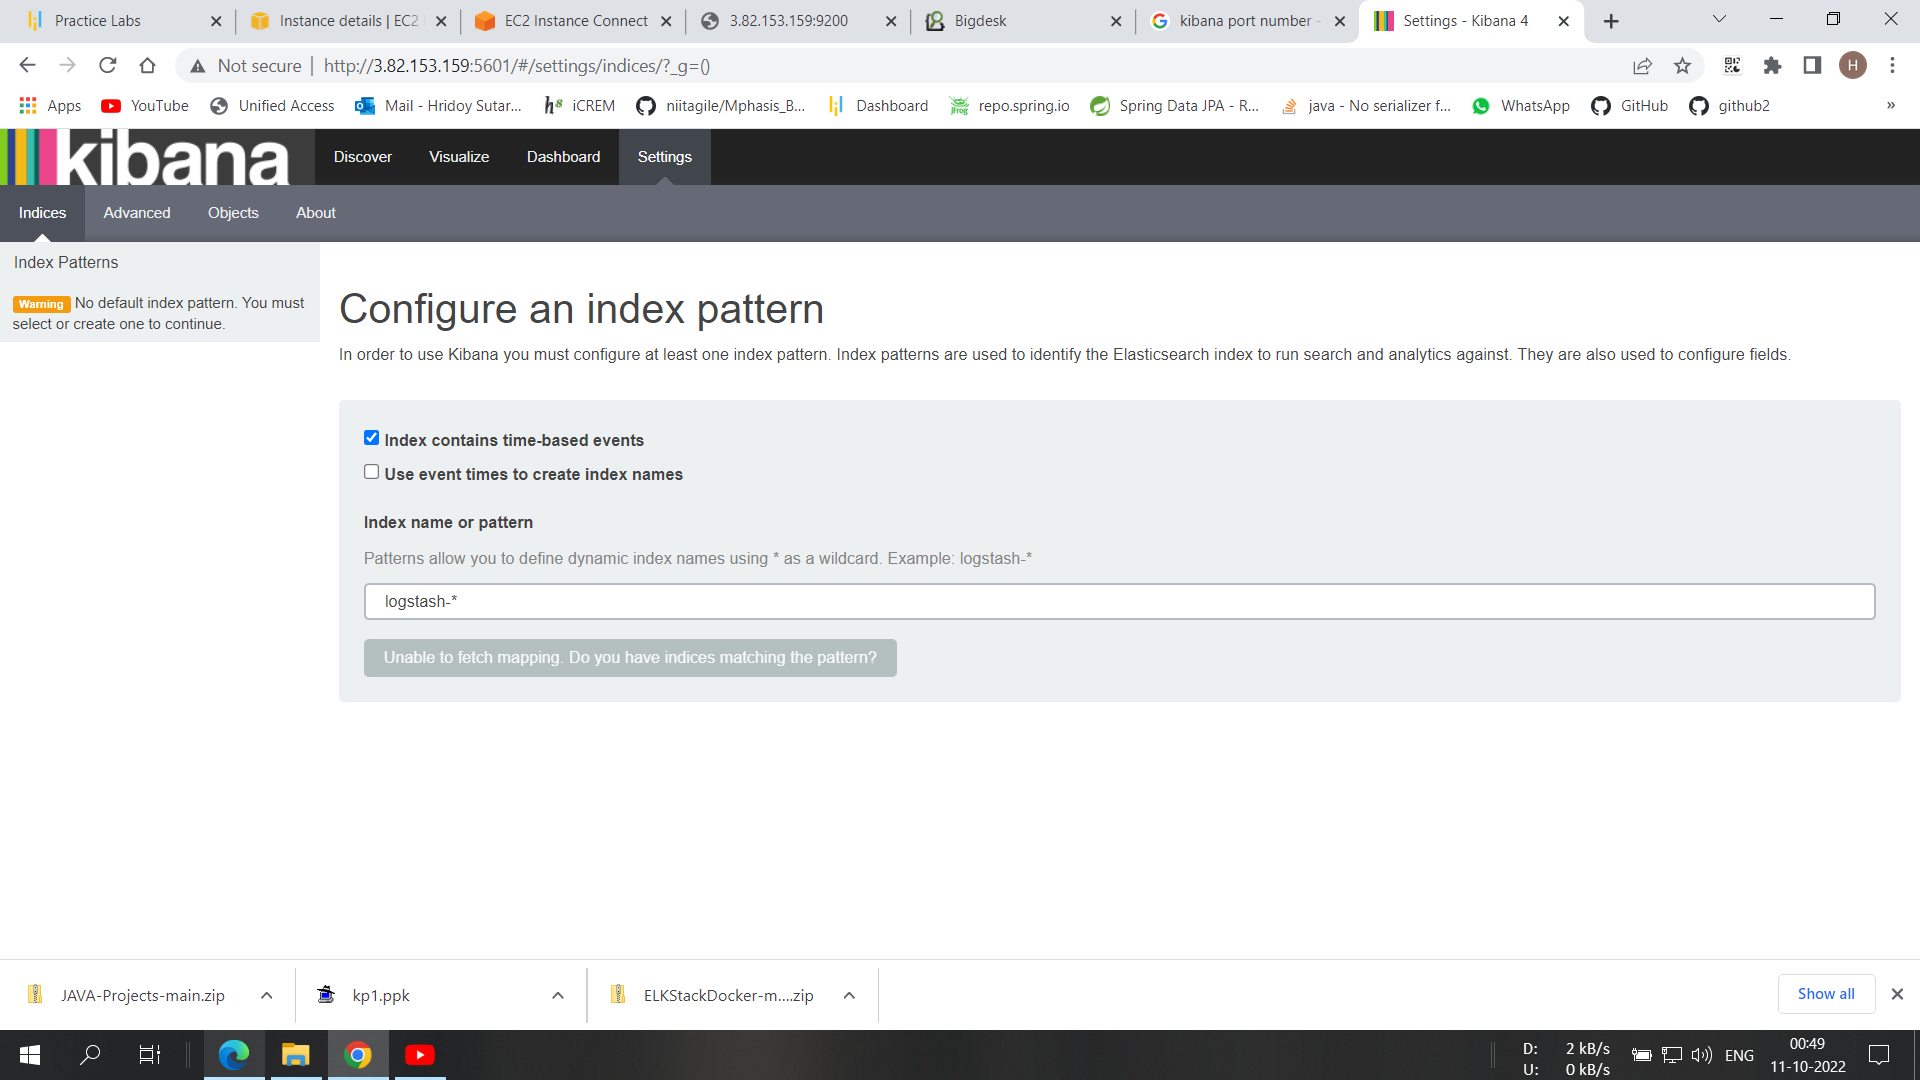 Practice Labs
Instance details | EC2
EC2 Instance Connect
3.82.153.159:9200
Bigdesk
kibana port number -
Settings - Kibana 4
Not secure | http://3.82.153.159:5601/#/settings/indices/?_g=()
H
Apps
YouTube
Unified Access
Mail - Hridoy Sutar...
iCREM
niitagile/Mphasis_B...
Dashboard
repo.spring.io
Spring Data JPA - R...
java - No serializer f...
WhatsApp
GitHub
github2
»
kibana
Discover
Visualize
Dashboard
Settings
Indices
Advanced
Objects
About
Index Patterns
Warning No default index pattern. You must
select or create one to continue.
Configure an index pattern
In order to use Kibana you must configure at least one index pattern. Index patterns are used to identify the Elasticsearch index to run search and analytics against. They are also used to configure fields.
Index contains time-based events
Use event times to create index names
Index name or pattern
Patterns allow you to define dynamic index names using * as a wildcard. Example: logstash-*
logstash-*
Unable to fetch mapping. Do you have indices matching the pattern?
JAVA-Projects-main.zip
kp1.ppk
ELKStackDocker-m....zip
Show all
D: 2 kB/s
U: 0 kB/s
ENG
00:49
11-10-2022